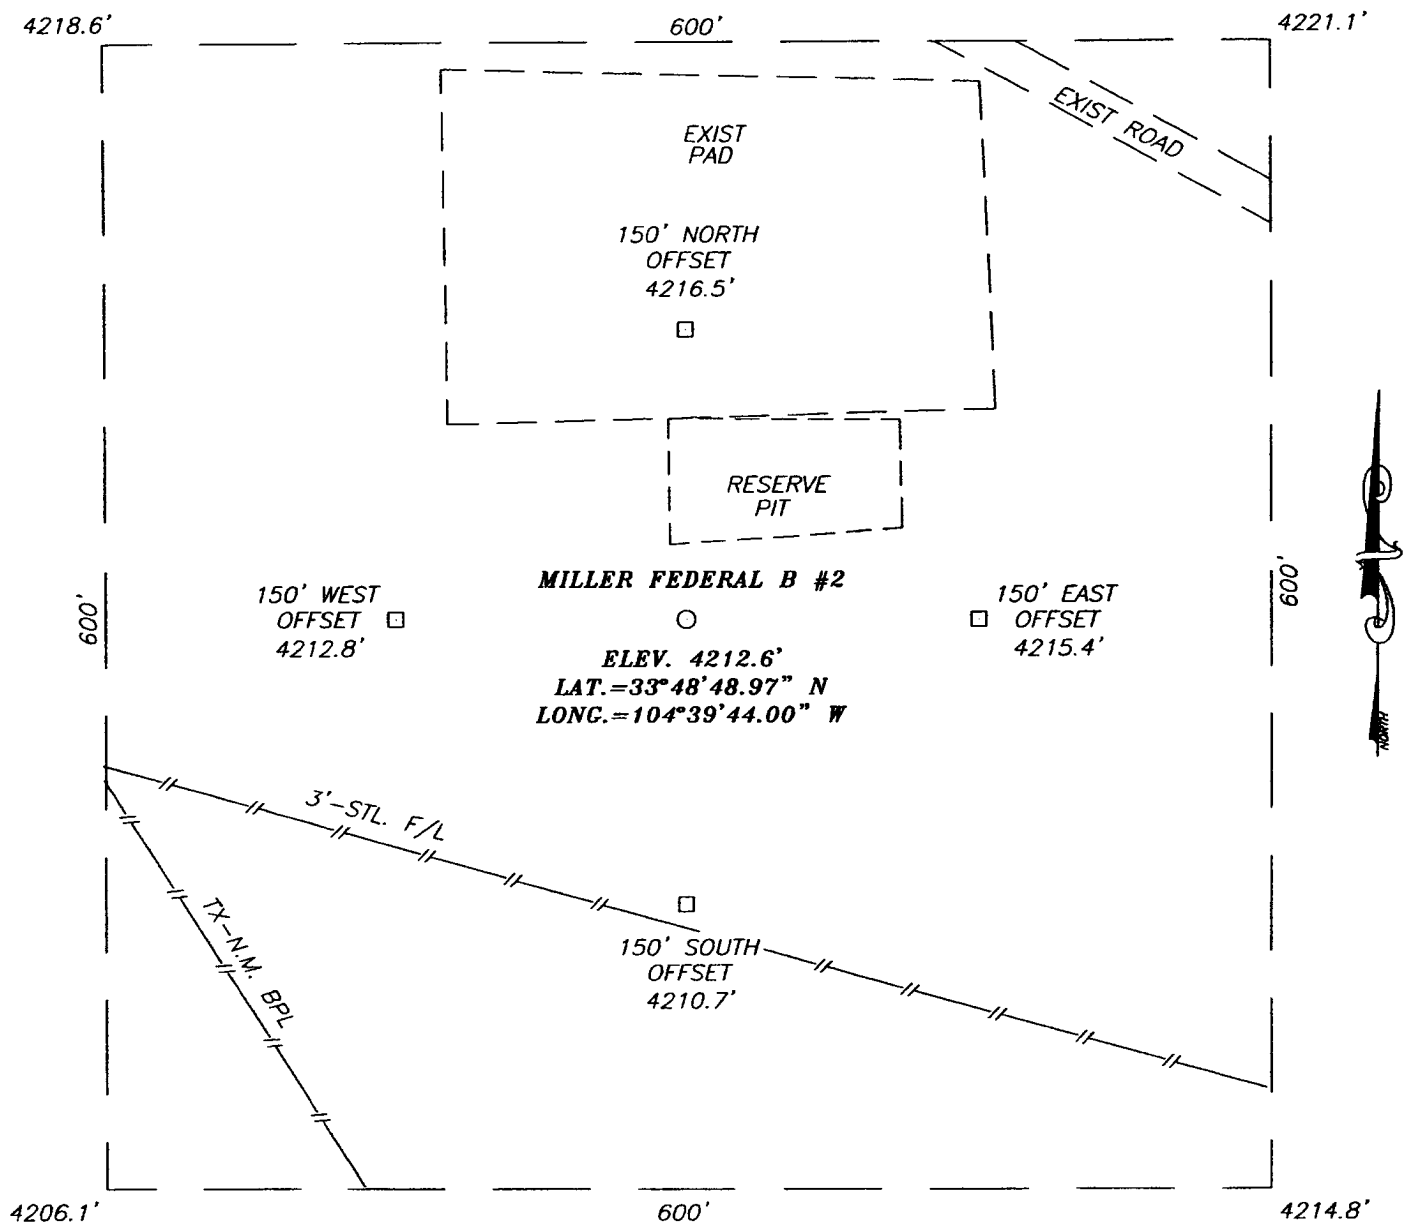 4218.6'
600'
4221.1'
EXIST ROAD
EXIST
PAD
150' NORTH
OFFSET
4216.5'
RESERVE
PIT
MILLER FEDERAL B #2
600'
150' WEST
OFFSET
4212.8'
150' EAST
OFFSET
4215.4'
600'
ELEV. 4212.6'
LAT.=33°48'48.97" N
LONG.=104°39'44.00" W
NORTH
3'-STL. F/L
TX-N.M. BPL
150' SOUTH
OFFSET
4210.7'
4206.1'
600'
4214.8'